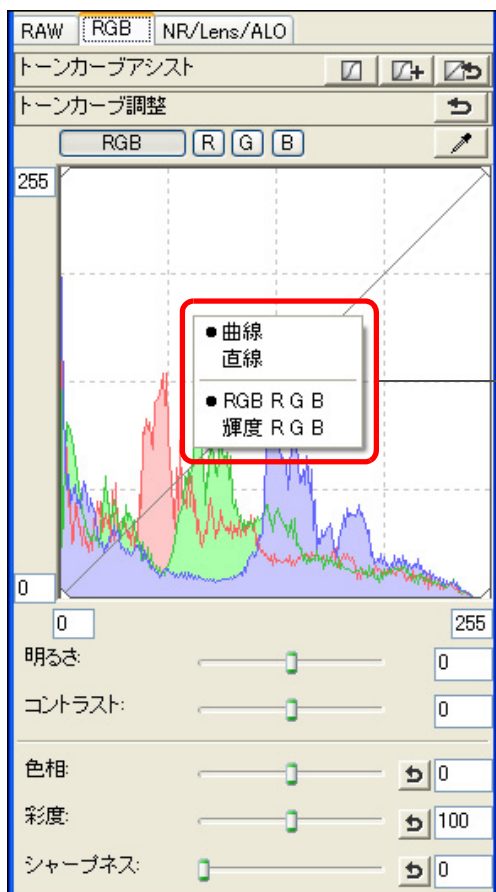 RAW RGB NR/Lens/ALO
トーンカーブアシスト
トーンカーブ調整
RGB R G B
255
曲線
直線
RGB R G B
輝度 R G B
0
0 255
明るさ: 0
コントラスト: 0
色相: 0
彩度: 100
シャープネス: 0